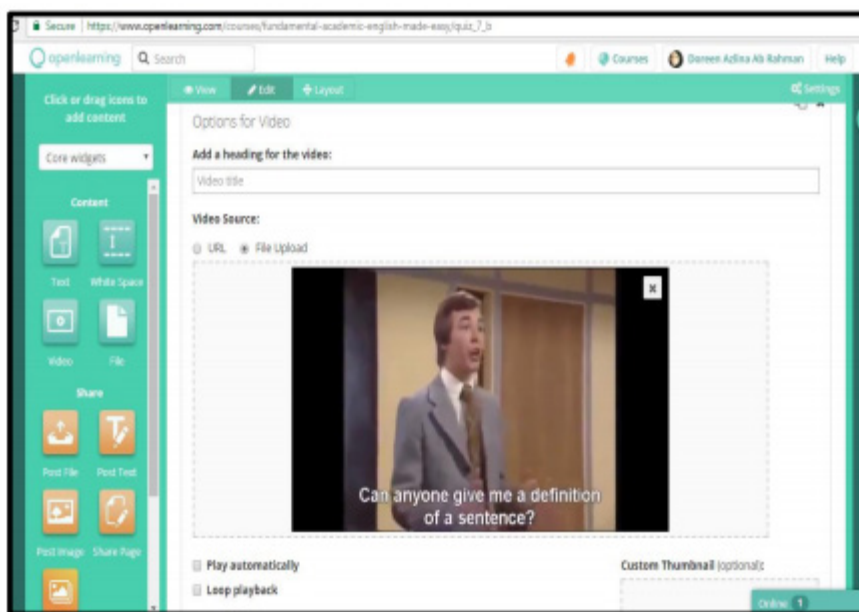 Secure | https://www.openlearning.com/courses/fundamental-academic-english-made-easy/quiz_7_b
openlearning Search Courses Doreen Azlina Ab Rahman Help
View Edit Layout Settings
Click or drag icons to
add content
Core widgets
Content
Text White Space
Video File
Share
Post File Post Text
Post Image Share Page
Options for Video
Add a heading for the video:
Video title
Video Source:
URL File Upload
Can anyone give me a definition
of a sentence?
Play automatically
Loop playback
Custom Thumbnail (optional):
Online 1